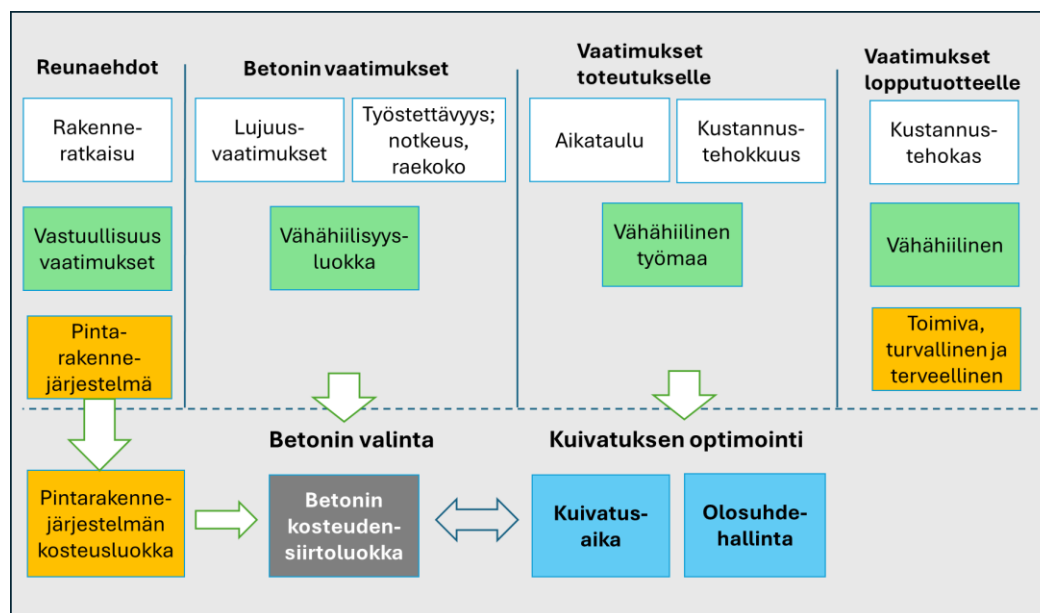 Reunaehdot
Rakenne-
ratkaisu
Vastuullisuus
vaatimukset
Pinta-
rakenne-
järjestelmä
Betonin vaatimukset
Lujuus-
vaatimukset
Työstettävyys;
notkeus,
raekoko
Vähähiilisyys-
luokka
Vaatimukset
toteutukselle
Aikataulu
Kustannus-
tehokkuus
Vähähiilinen
työmaa
Vaatimukset
lopputuotteelle
Kustannus-
tehokas
Vähähiilinen
Toimiva,
turvallinen ja
terveellinen
Pintarakenne-
järjestelmän
kosteusluokka
Betonin valinta
Betonin
kosteuden-
siirtoluokka
Kuivatuksen optimointi
Kuivatus-
aika
Olosuhde-
hallinta